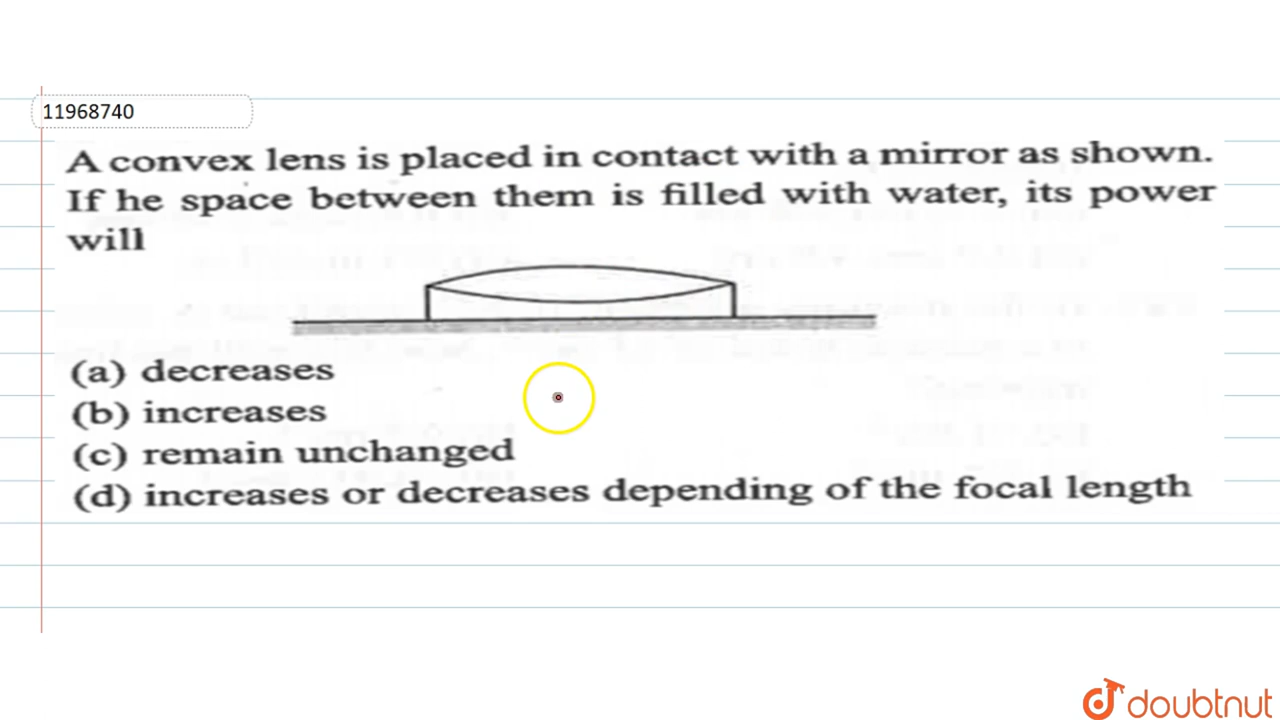 11968740
A convex lens is placed in contact with a mirror as shown.
If he space between them is filled with water, its power
will
(a) decreases
(b) increases
(c) remain unchanged
(d) increases or decreases depending of the focal length
doubtnut